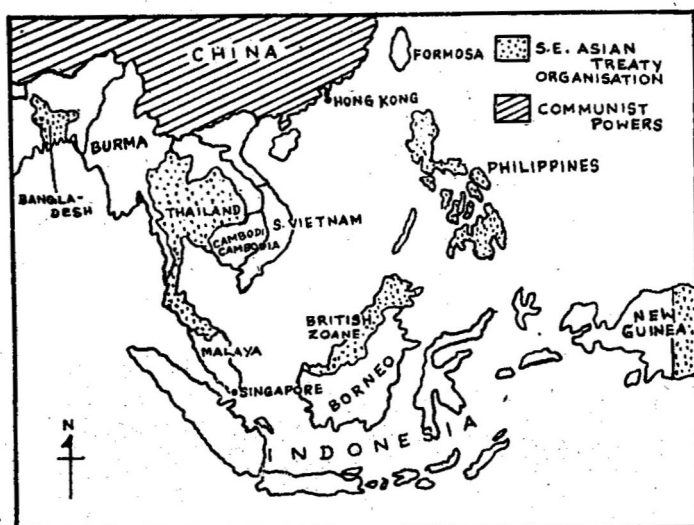 CHINA
FORMOSA
S.E. ASIAN
TREATY
ORGANISATION
HONG KONG
COMMUNIST
POWERS
BURMA
BANGLA-
DESH
PHILIPPINES
THAILAND
S. VIETNAM
CAMBODI
CAMBODIA
BRITISH
ZOANE
NEW
GUINEA
MALAYA
SINGAPORE
BORNEO
INDONESIA
N